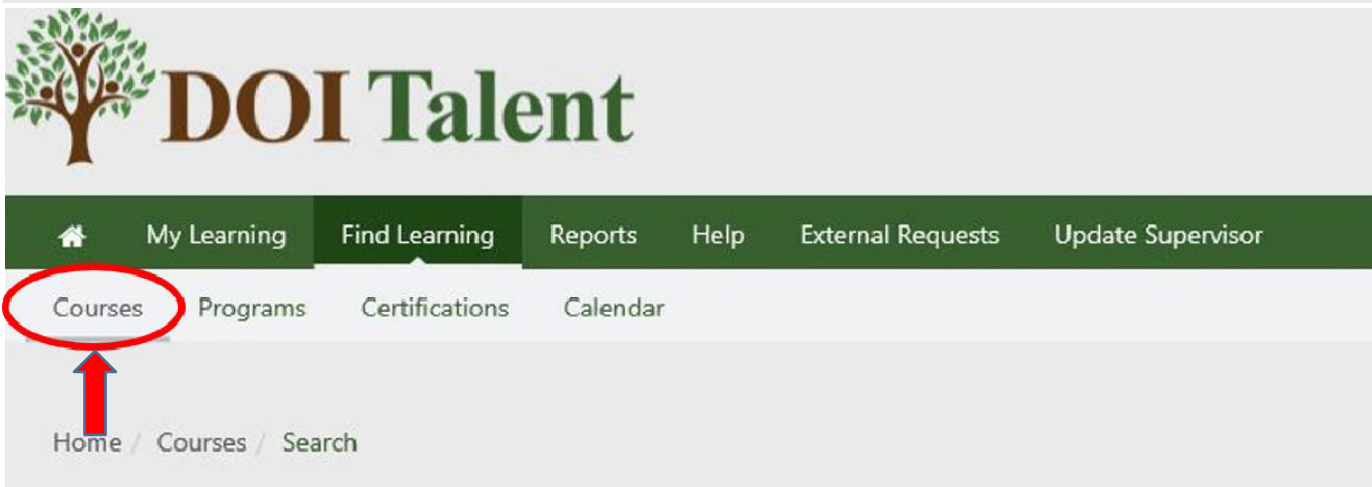 DOI Talent
My Learning Find Learning Reports Help External Requests Update Supervisor
Courses Programs Certifications Calendar
Home / Courses / Search